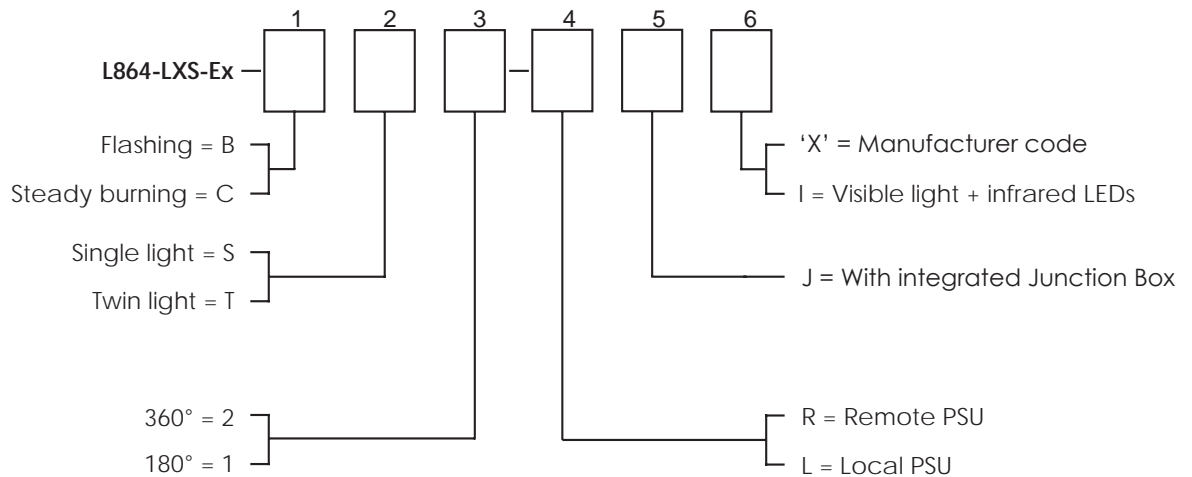 1 2 3 4 5 6
L864-LXS-Ex
Flashing = B
Steady burning = C
Single light = S
Twin light = T
360° = 2
180° = 1
‘X’ = Manufacturer code
I = Visible light + infrared LEDs
J = With integrated Junction Box
R = Remote PSU
L = Local PSU